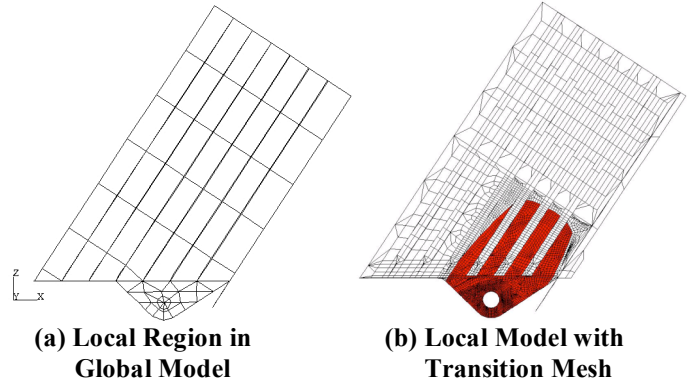 Z
Y X
(a) Local Region in
Global Model
(b) Local Model with
Transition Mesh